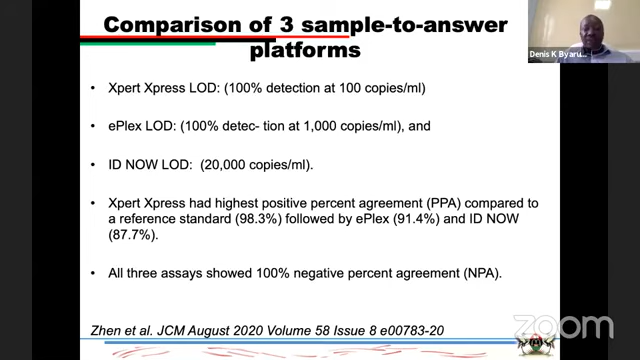 Comparison of 3 sample-to-answer
platforms
Denis K Byaru...
• Xpert Xpress LOD: (100% detection at 100 copies/ml)
• ePlex LOD: (100% detec- tion at 1,000 copies/ml), and
• ID NOW LOD: (20,000 copies/ml).
• Xpert Xpress had highest positive percent agreement (PPA) compared to
a reference standard (98.3%) followed by ePlex (91.4%) and ID NOW
(87.7%).
• All three assays showed 100% negative percent agreement (NPA).
Zhen et al. JCM August 2020 Volume 58 Issue 8 e00783-20
zoom